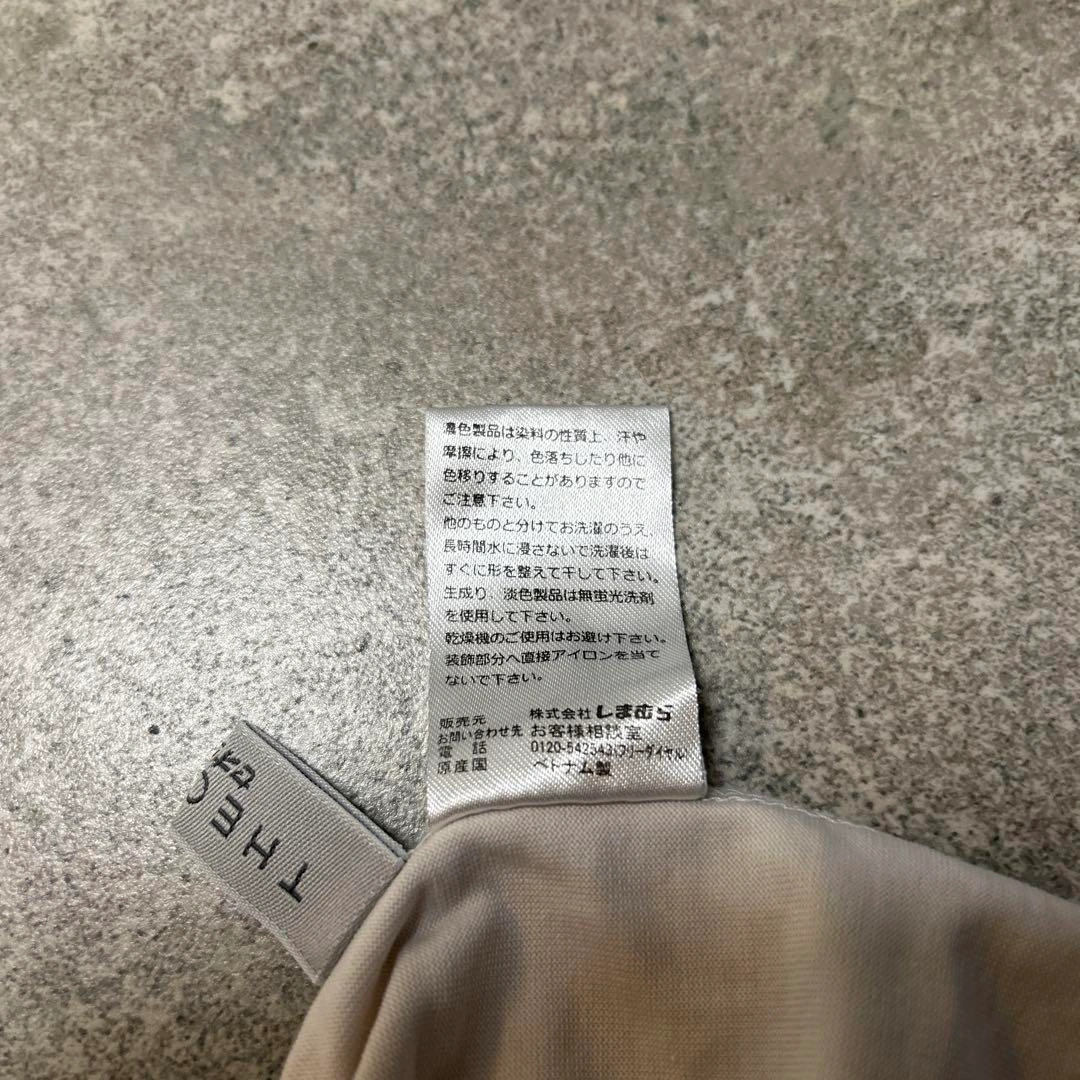 濃色製品は染料の性質上、汗や
摩擦により、色落ちしたり他に
色移りすることがありますので
ご注意下さい。
他のものと分けてお洗濯のうえ、
長時間水に浸さないで洗濯後は
すぐに形を整えて干して下さい。
生成り、淡色製品は無蛍光洗剤
を使用して下さい。
乾燥機のご使用はお避け下さい。
装飾部分へ直接アイロンを当て
ないで下さい。
販売元 株式会社しまむら
お問い合わせ先 お客様相談室
電話 0120-542543(フリーダイヤル)
原産国 ベトナム製
THE